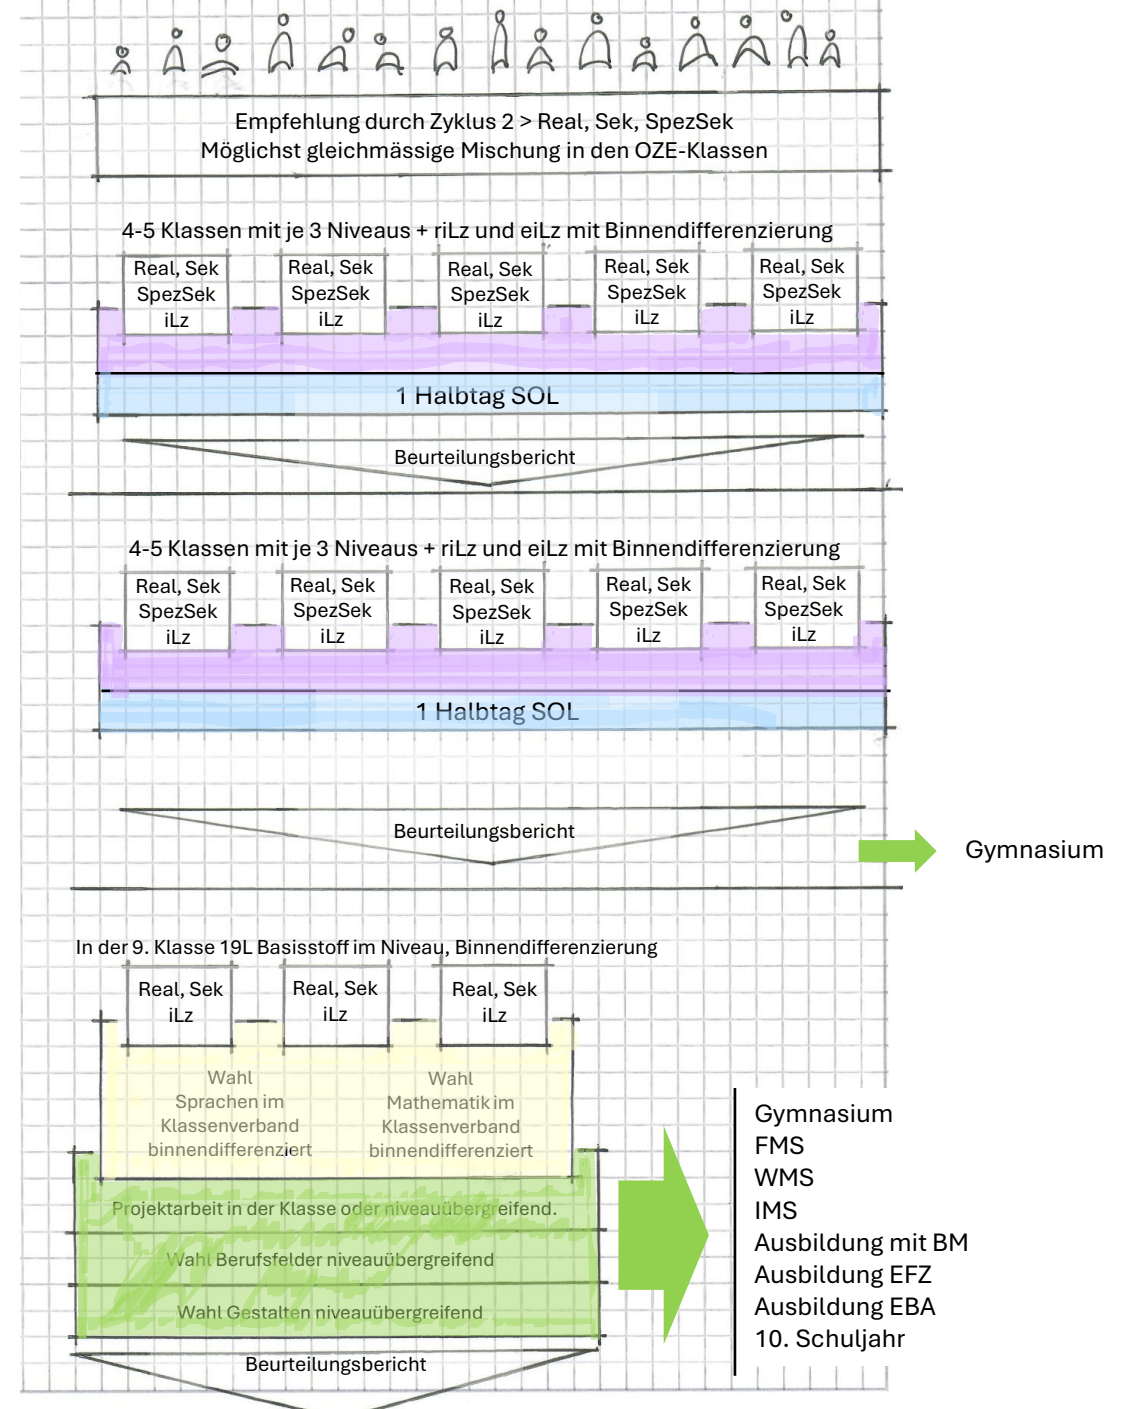 Empfehlung durch Zyklus 2 > Real, Sek, SpezSek
Möglichst gleichmässige Mischung in den OZE-Klassen
4-5 Klassen mit je 3 Niveaus + riLz und eiLz mit Binnendifferenzierung
Real, Sek
SpezSek
iLz
Real, Sek
SpezSek
iLz
Real, Sek
SpezSek
iLz
Real, Sek
SpezSek
iLz
Real, Sek
SpezSek
iLz
1 Halbtag SOL
Beurteilungsbericht
4-5 Klassen mit je 3 Niveaus + riLz und eiLz mit Binnendifferenzierung
Real, Sek
SpezSek
iLz
Real, Sek
SpezSek
iLz
Real, Sek
SpezSek
iLz
Real, Sek
SpezSek
iLz
Real, Sek
SpezSek
iLz
1 Halbtag SOL
Beurteilungsbericht
Gymnasium
In der 9. Klasse 19L Basisstoff im Niveau, Binnendifferenzierung
Real, Sek
iLz
Real, Sek
iLz
Real, Sek
iLz
Wahl
Sprachen im
Klassenverband
binnendifferenziert
Wahl
Mathematik im
Klassenverband
binnendifferenziert
Projektarbeit in der Klasse oder niveauübergreifend.
Wahl Berufsfelder niveauübergreifend
Wahl Gestalten niveauübergreifend
Beurteilungsbericht
Gymnasium
FMS
WMS
IMS
Ausbildung mit BM
Ausbildung EFZ
Ausbildung EBA
10. Schuljahr